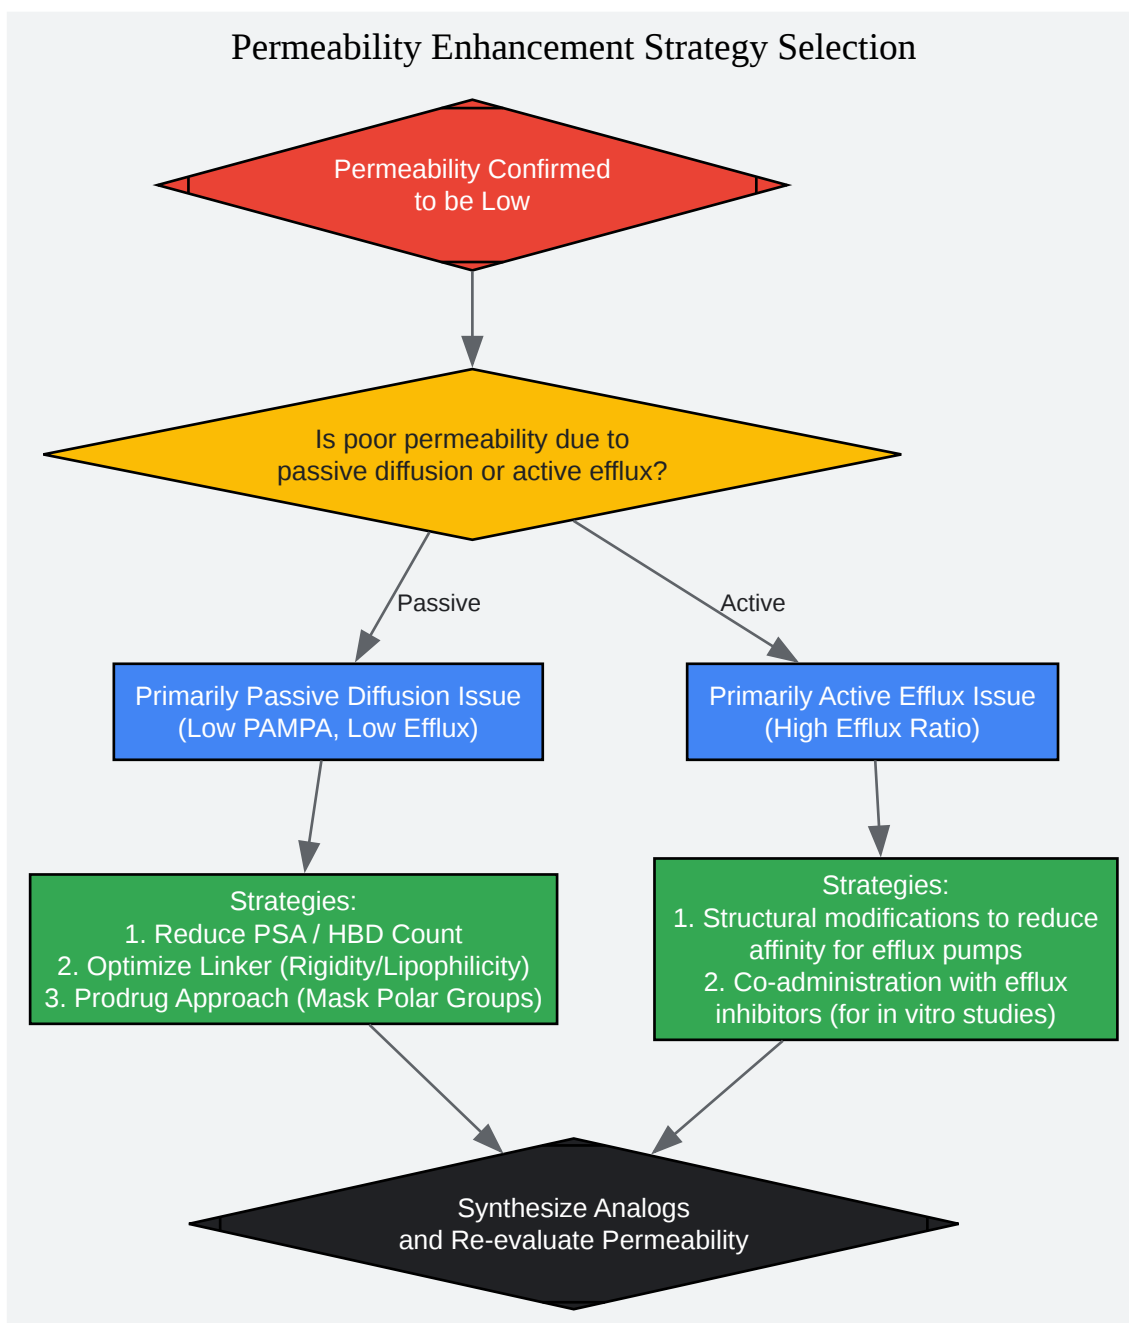 Permeability Enhancement Strategy Selection
Permeability Confirmed
to be Low
Is poor permeability due to
passive diffusion or active efflux?
Passive
Active
Primarily Passive Diffusion Issue
(Low PAMPA, Low Efflux)
Primarily Active Efflux Issue
(High Efflux Ratio)
Strategies:
1. Reduce PSA / HBD Count
2. Optimize Linker (Rigidity/Lipophilicity)
3. Prodrug Approach (Mask Polar Groups)
Strategies:
1. Structural modifications to reduce
affinity for efflux pumps
2. Co-administration with efflux
inhibitors (for in vitro studies)
Synthesize Analogs
and Re-evaluate Permeability